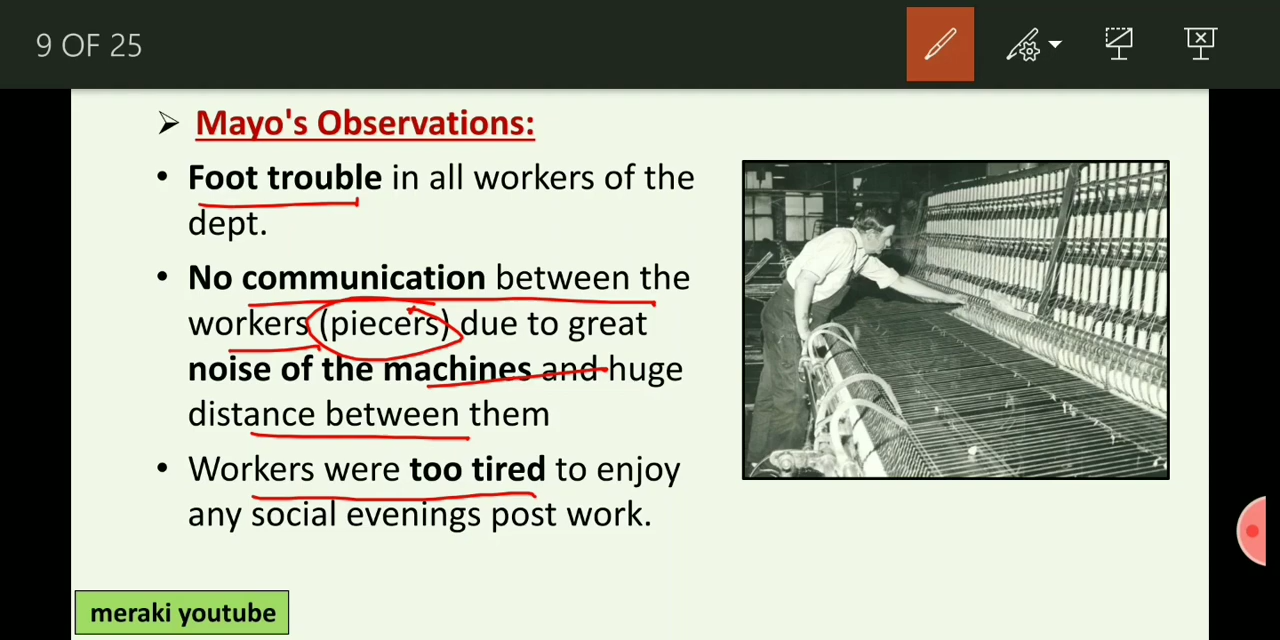 9 OF 25
Mayo's Observations:
• Foot trouble in all workers of the
dept.
• No communication between the
workers (piecers) due to great
noise of the machines and huge
distance between them
• Workers were too tired to enjoy
any social evenings post work.
meraki youtube